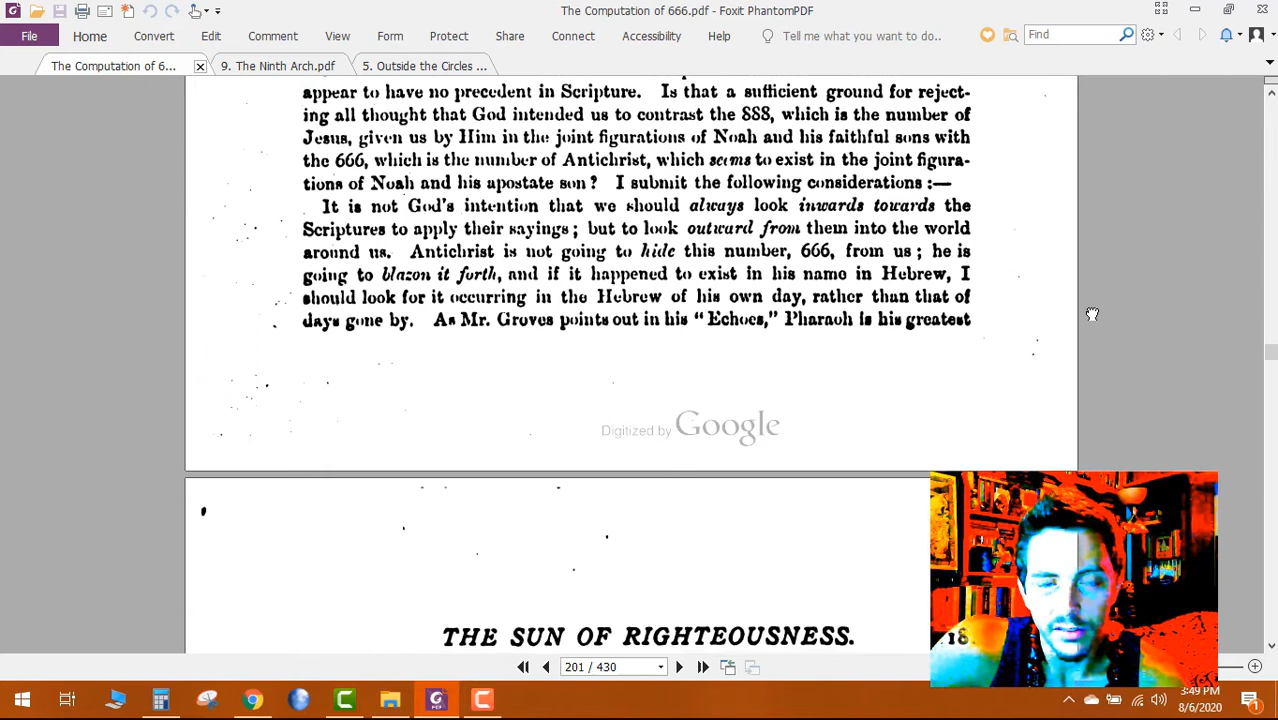 The Computation of 666.pdf - Foxit PhantomPDF
File Home Convert Edit Comment View Form Protect Share Connect Accessibility Help Tell me what you want to do.. Find
The Computation of 6... 9. The Ninth Arch.pdf 5. Outside the Circles ...
appear to have no precedent in Scripture. Is that a sufficient ground for reject-
ing all thought that God intended us to contrast the 888, which is the number of
Jesus, given us by Him in the joint figurations of Noah and his faithful sons with
the 666, which is the number of Antichrist, which seems to exist in the joint figura-
tions of Noah and his apostate son? I submit the following considerations :—
It is not God's intention that we should always look inwards towards the
Scriptures to apply their sayings; but to look outward from them into the world
around us. Antichrist is not going to hide this number, 666, from us; he is
going to blazon it forth, and if it happened to exist in his name in Hebrew, I
should look for it occurring in the Hebrew of his own day, rather than that of
days gone by. As Mr. Groves points out in his "Echoes," Pharaoh is his greatest
Digitized by Google
THE SUN OF RIGHTEOUSNESS.
201 / 430
3:49 PM
8/6/2020